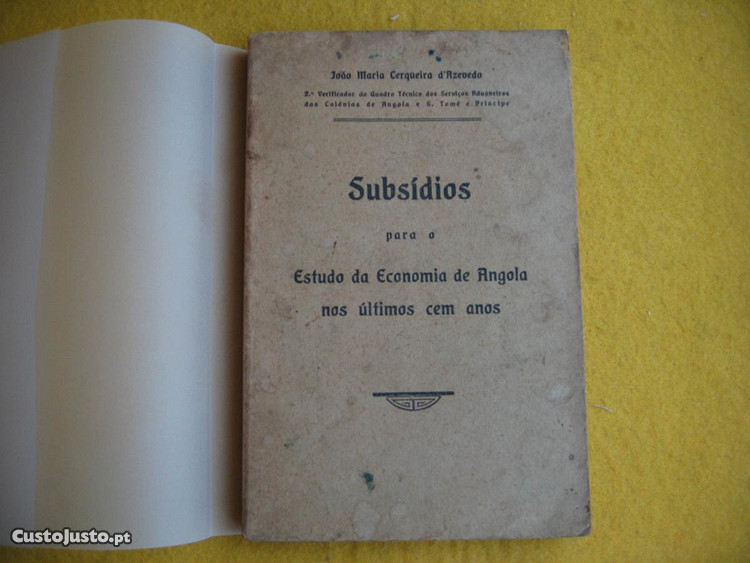 João Maria Cerqueira d'Azevedo
2.º Verificador do Quadro Técnico dos Serviços Aduaneiros
das Colónias de Angola e S. Tomé e Príncipe
Subsídios
para o
Estudo da Economia de Angola
nos últimos cem anos
CustoJusto.pt